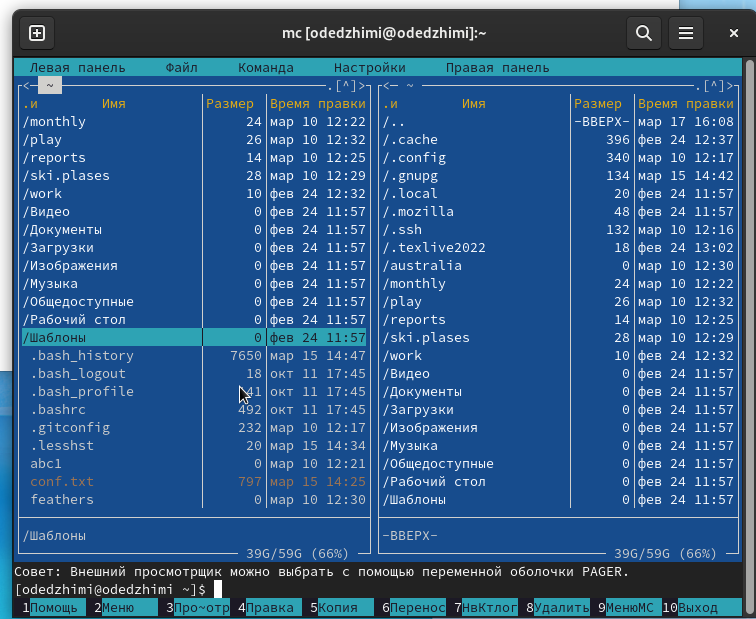 mc [odedzhimi@odedzhimi]:~
Левая панель Файл Команда Настройки Правая панель
<─ ~ .[^]> <─ ~ .[^]>
.и Имя Размер Время правки .и Имя Размер Время правки
/monthly 24 мар 10 12:22 /.. -ВВЕРХ- мар 17 16:08
/play 26 мар 10 12:32 /.cache 396 фев 24 12:37
/reports 14 мар 10 12:25 /.config 340 мар 10 12:17
/ski.plases 28 мар 10 12:29 /.gnupg 134 мар 15 14:42
/work 10 фев 24 12:32 /.local 20 фев 24 11:57
/Видео 0 фев 24 11:57 /.mozilla 48 фев 24 11:57
/Документы 0 фев 24 11:57 /.ssh 132 мар 10 12:16
/Загрузки 0 фев 24 11:57 /.texlive2022 18 фев 24 13:02
/Изображения 0 фев 24 11:57 /australia 0 мар 10 12:30
/Музыка 0 фев 24 11:57 /monthly 24 мар 10 12:22
/Общедоступные 0 фев 24 11:57 /play 26 мар 10 12:32
/Рабочий стол 0 фев 24 11:57 /reports 14 мар 10 12:25
/Шаблоны 0 фев 24 11:57 /ski.plases 28 мар 10 12:29
.bash_history 7650 мар 15 14:47 /work 10 фев 24 12:32
.bash_logout 18 окт 11 17:45 /Видео 0 фев 24 11:57
.bash_profile 41 окт 11 17:45 /Документы 0 фев 24 11:57
.bashrc 492 окт 11 17:45 /Загрузки 0 фев 24 11:57
.gitconfig 232 мар 10 12:17 /Изображения 0 фев 24 11:57
.lesshst 20 мар 15 14:34 /Музыка 0 фев 24 11:57
abc1 0 мар 10 12:21 /Общедоступные 0 фев 24 11:57
conf.txt 797 мар 15 14:25 /Рабочий стол 0 фев 24 11:57
feathers 0 мар 10 12:30 /Шаблоны 0 фев 24 11:57
/Шаблоны -ВВЕРХ-
39G/59G (66%) 39G/59G (66%)
Совет: Внешний просмотрщик можно выбрать с помощью переменной оболочки PAGER.
[odedzhimi@odedzhimi ~]$
1Помощь 2Меню 3Про~отр 4Правка 5Копия 6Перенос 7НвКтлог 8Удалить 9МенюMC 10Выход